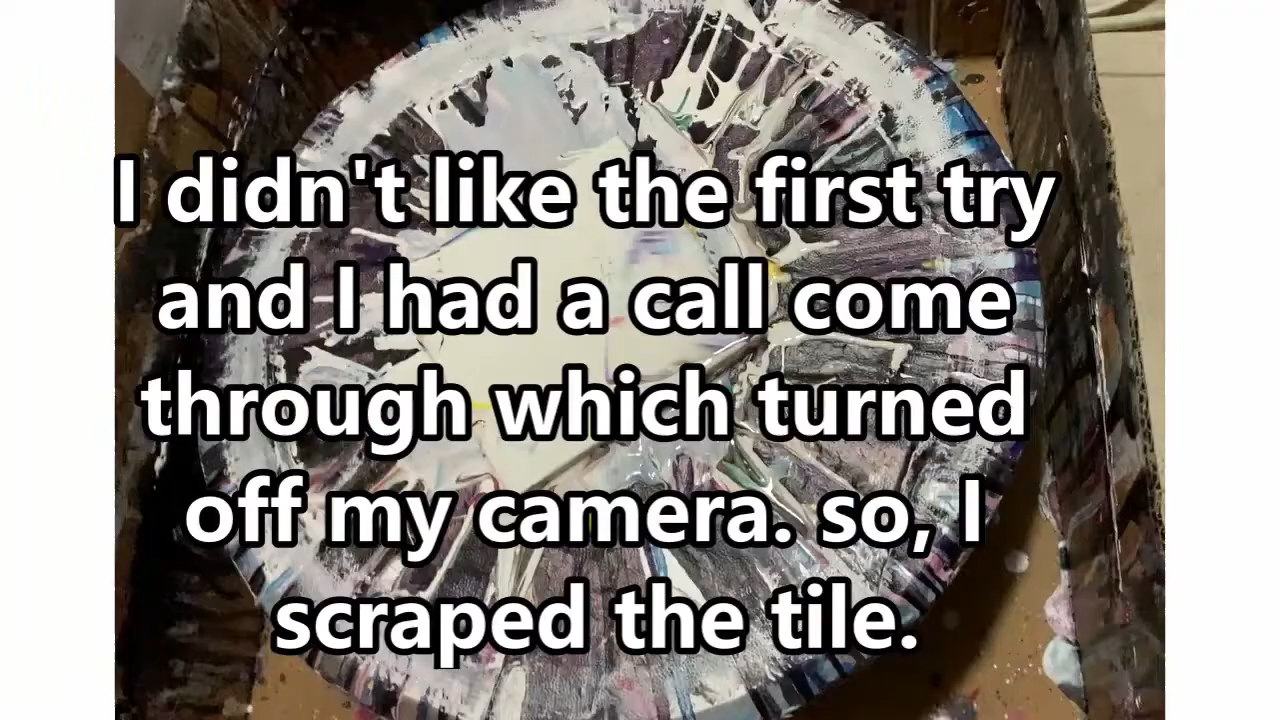 I didn't like the first try
and I had a call come
through which turned
off my camera. so, I
scraped the tile.